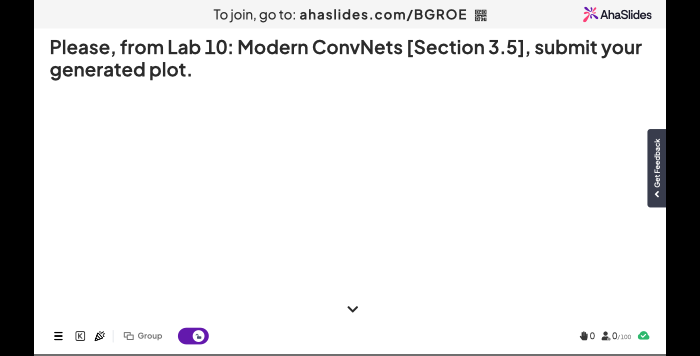 To join, go to: ahaslides.com/BGROE
AhaSlides
Please, from Lab 10: Modern ConvNets [Section 3.5], submit your
generated plot.
Get Feedback
K
Group
0
0/100